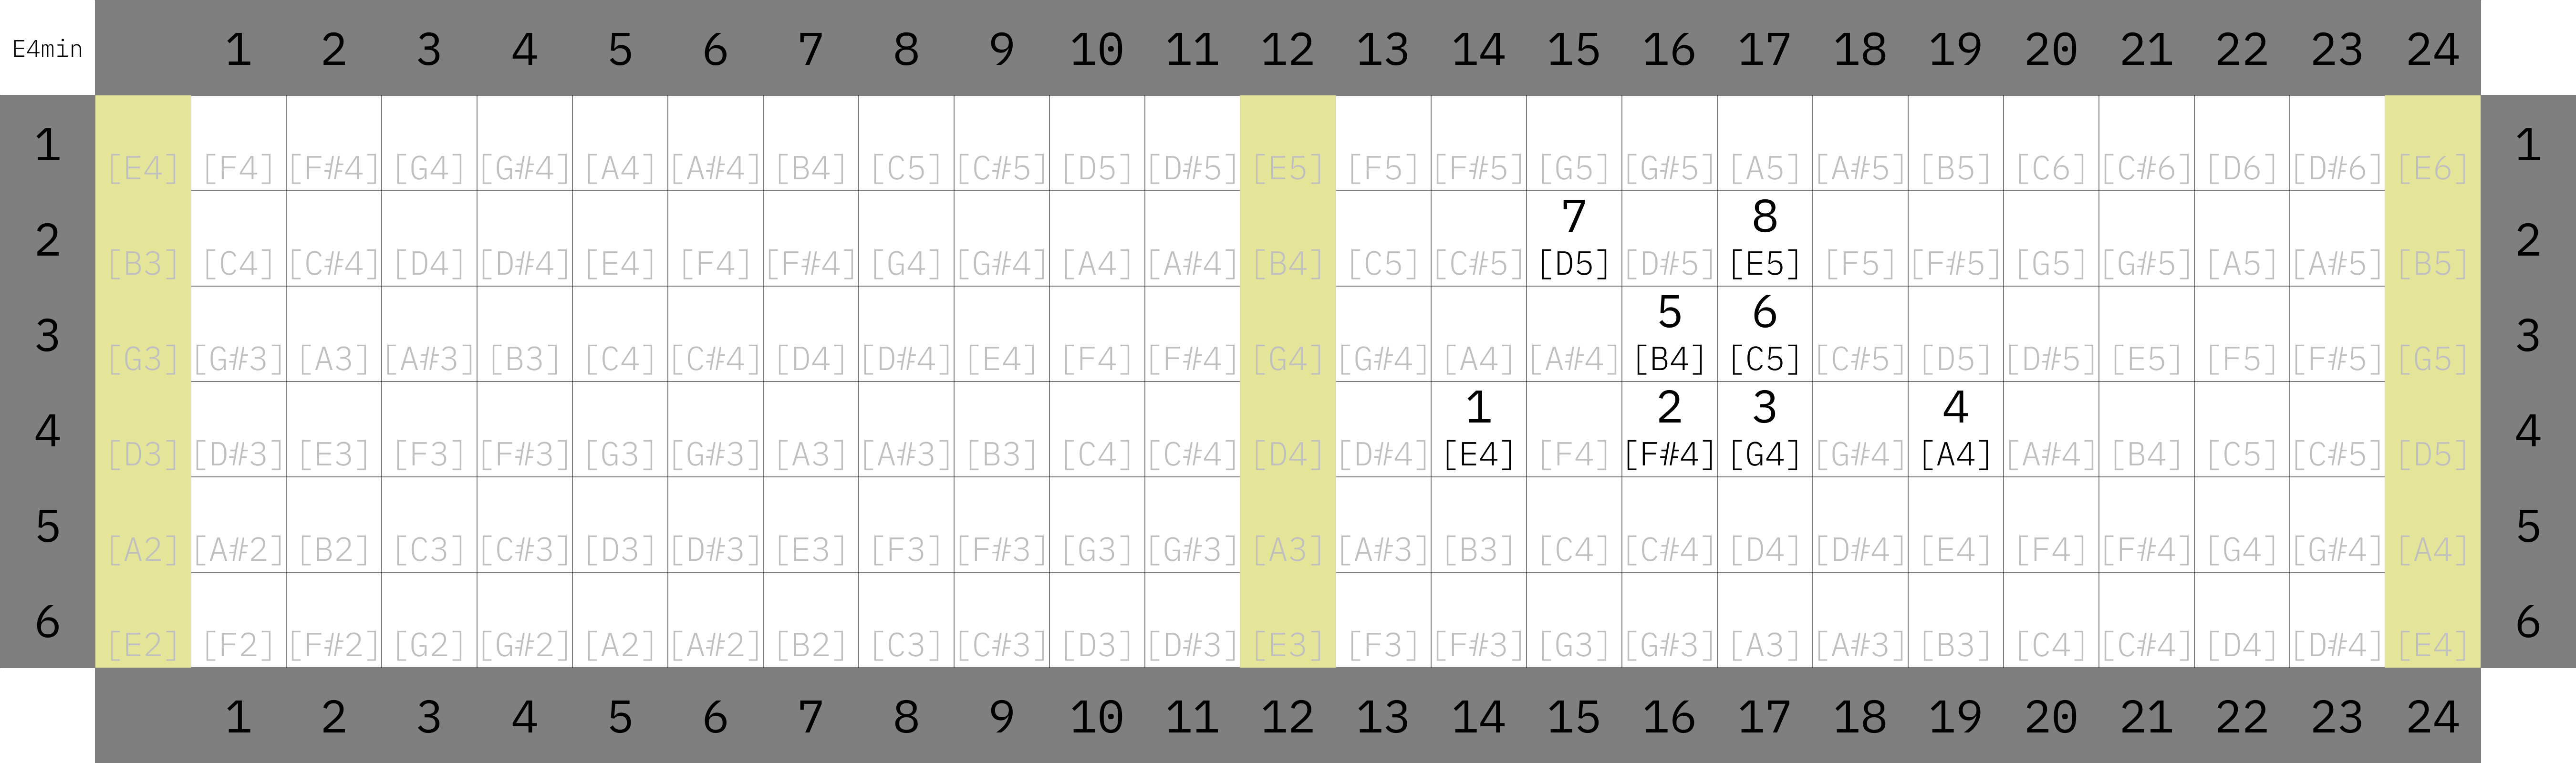 E4min 1 2 3 4 5 6 7 8 9 10 11 12 13 14 15 16 17 18 19 20 21 22 23 24
1 1
[E4] [F4] [F#4] [G4] [G#4] [A4] [A#4] [B4] [C5] [C#5] [D5] [D#5] [E5] [F5] [F#5] [G5] [G#5] [A5] [A#5] [B5] [C6] [C#6] [D6] [D#6] [E6]
2 7 8 2
[B3] [C4] [C#4] [D4] [D#4] [E4] [F4] [F#4] [G4] [G#4] [A4] [A#4] [B4] [C5] [C#5] [D5] [D#5] [E5] [F5] [F#5] [G5] [G#5] [A5] [A#5] [B5]
3 5 6 3
[G3] [G#3] [A3] [A#3] [B3] [C4] [C#4] [D4] [D#4] [E4] [F4] [F#4] [G4] [G#4] [A4] [A#4] [B4] [C5] [C#5] [D5] [D#5] [E5] [F5] [F#5] [G5]
4 1 2 3 4 4
[D3] [D#3] [E3] [F3] [F#3] [G3] [G#3] [A3] [A#3] [B3] [C4] [C#4] [D4] [D#4] [E4] [F4] [F#4] [G4] [G#4] [A4] [A#4] [B4] [C5] [C#5] [D5]
5 5
[A2] [A#2] [B2] [C3] [C#3] [D3] [D#3] [E3] [F3] [F#3] [G3] [G#3] [A3] [A#3] [B3] [C4] [C#4] [D4] [D#4] [E4] [F4] [F#4] [G4] [G#4] [A4]
6 6
[E2] [F2] [F#2] [G2] [G#2] [A2] [A#2] [B2] [C3] [C#3] [D3] [D#3] [E3] [F3] [F#3] [G3] [G#3] [A3] [A#3] [B3] [C4] [C#4] [D4] [D#4] [E4]
1 2 3 4 5 6 7 8 9 10 11 12 13 14 15 16 17 18 19 20 21 22 23 24